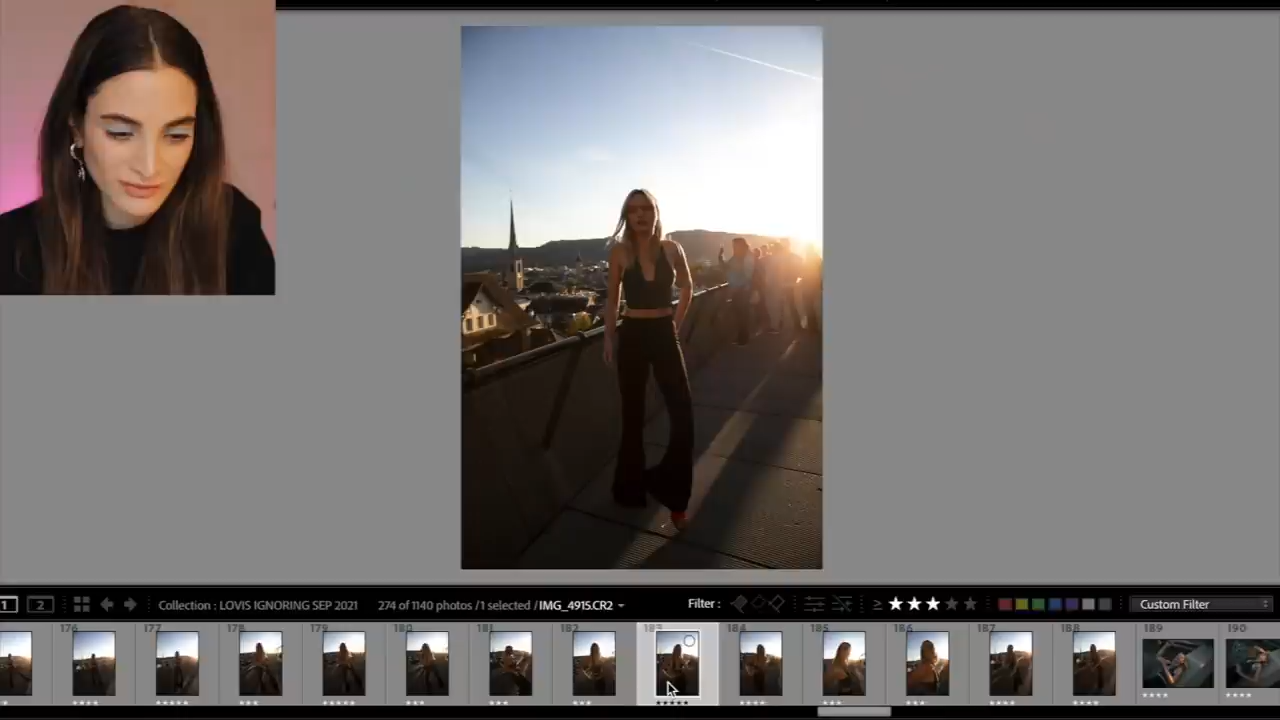 1 2 Collection : LOVIS IGNORING SEP 2021 274 of 1140 photos / 1 selected / IMG_4915.CR2 Filter : ≥ ★★★★★ Custom Filter
176 177 178 179 180 181 182 183 184 185 186 187 188 189 190